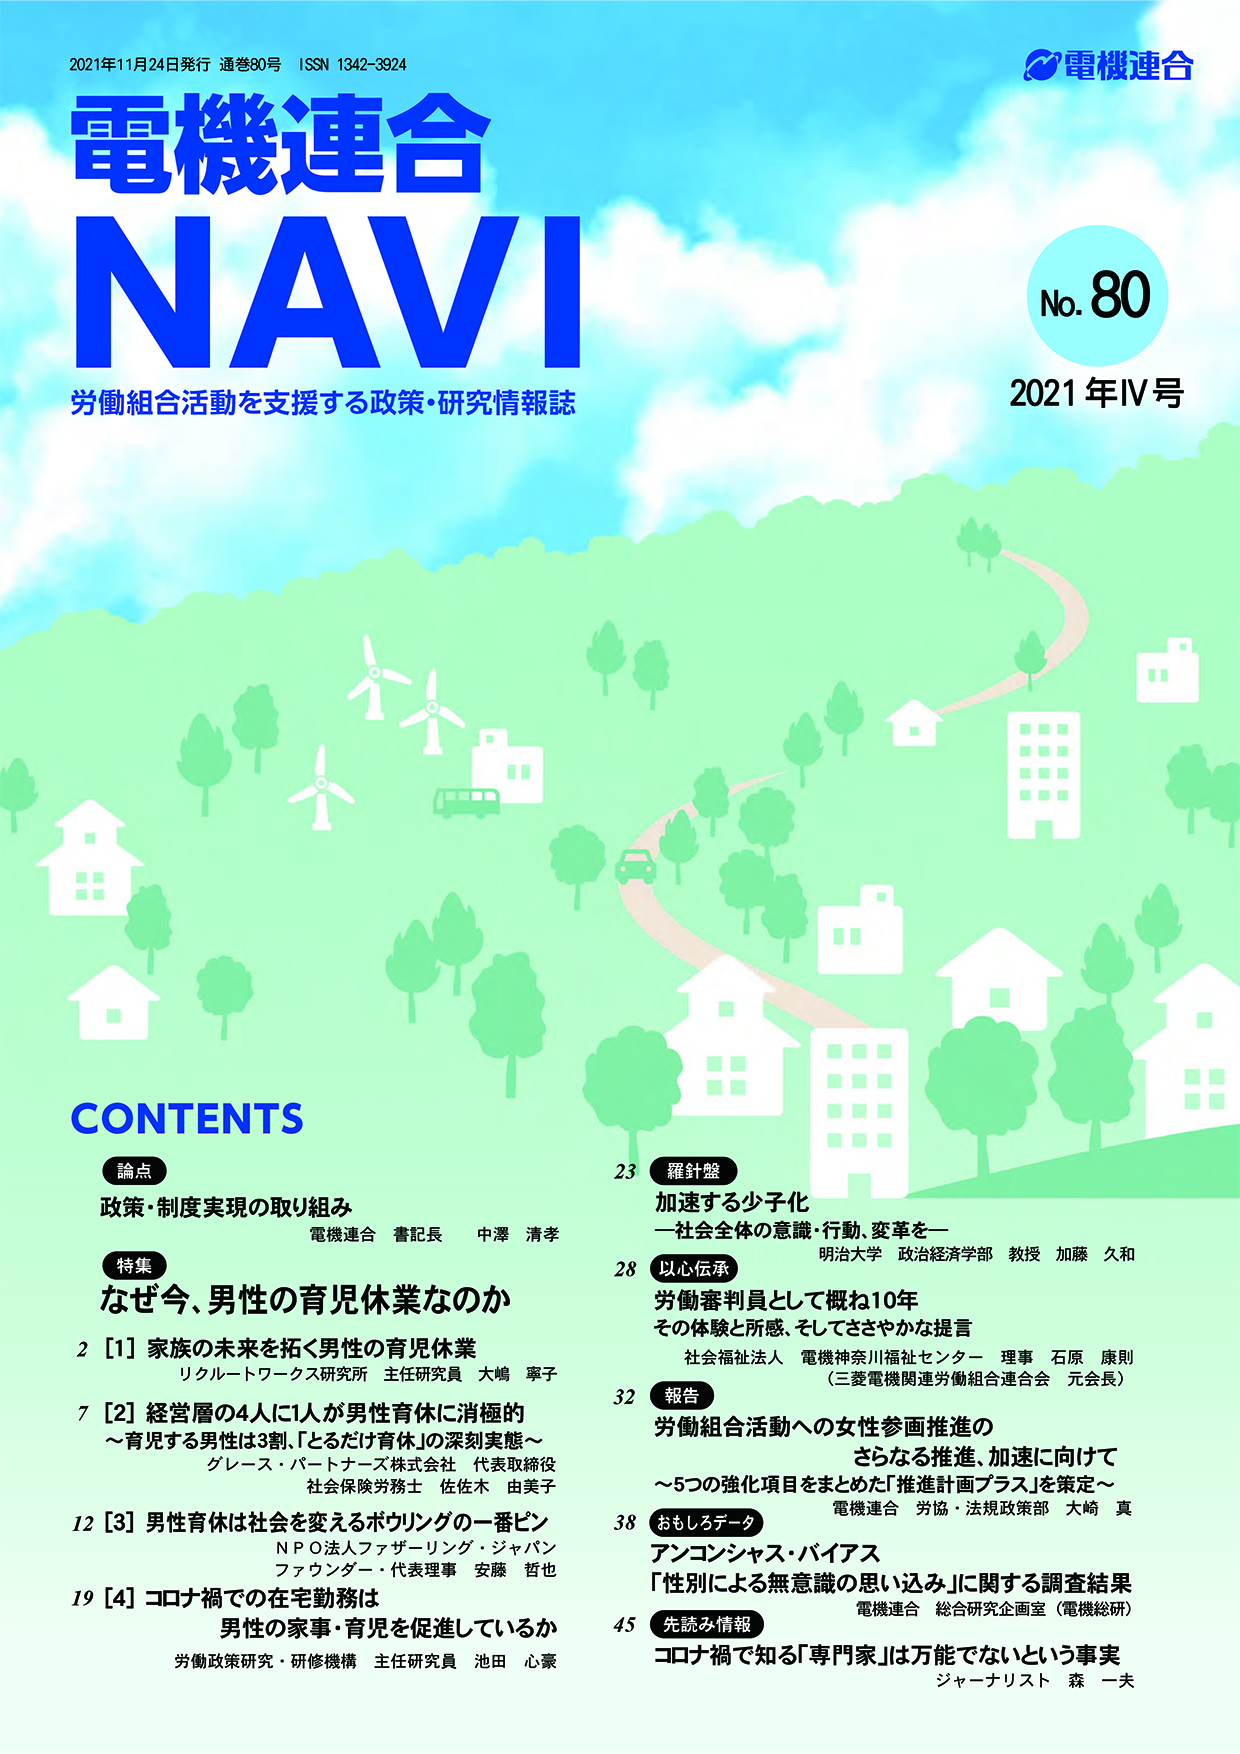 2021年11月24日発行 通巻80号 ISSN 1342-3924
電機連合
電機連合
NAVI
労働組合活動を支援する政策・研究情報誌
No. 80
2021 年Ⅳ号
CONTENTS
論点
政策・制度実現の取り組み
電機連合 書記長 中澤 清孝
特集
なぜ今、男性の育児休業なのか
2 [1] 家族の未来を拓く男性の育児休業
リクルートワークス研究所 主任研究員 大嶋 寧子
7 [2] 経営層の4人に1人が男性育休に消極的
～育児する男性は3割、「とるだけ育休」の深刻実態～
グレース・パートナーズ株式会社 代表取締役
社会保険労務士 佐佐木 由美子
12 [3] 男性育休は社会を変えるボウリングの一番ピン
NPO法人ファザーリング・ジャパン
ファウンダー・代表理事 安藤 哲也
19 [4] コロナ禍での在宅勤務は
男性の家事・育児を促進しているか
労働政策研究・研修機構 主任研究員 池田 心豪
23 羅針盤
加速する少子化
―社会全体の意識・行動、変革を―
明治大学 政治経済学部 教授 加藤 久和
28 以心伝承
労働審判員として概ね10年
その体験と所感、そしてささやかな提言
社会福祉法人 電機神奈川福祉センター 理事 石原 康則
（三菱電機関連労働組合連合会 元会長）
32 報告
労働組合活動への女性参画推進の
さらなる推進、加速に向けて
～5つの強化項目をまとめた「推進計画プラス」を策定～
電機連合 労協・法規政策部 大崎 真
38 おもしろデータ
アンコンシャス・バイアス
「性別による無意識の思い込み」に関する調査結果
電機連合 総合研究企画室（電機総研）
45 先読み情報
コロナ禍で知る「専門家」は万能でないという事実
ジャーナリスト 森 一夫